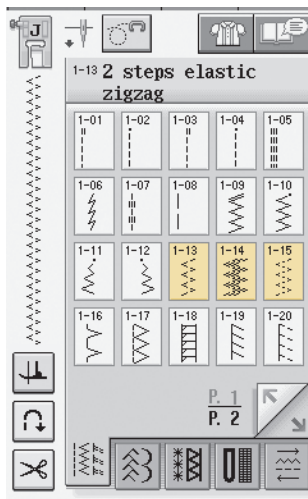 J
1-13 2 steps elastic
zigzag
1-01 1-02 1-03 1-04 1-05
1-06 1-07 1-08 1-09 1-10
1-11 1-12 1-13 1-14 1-15
1-16 1-17 1-18 1-19 1-20
P. 1
P. 2